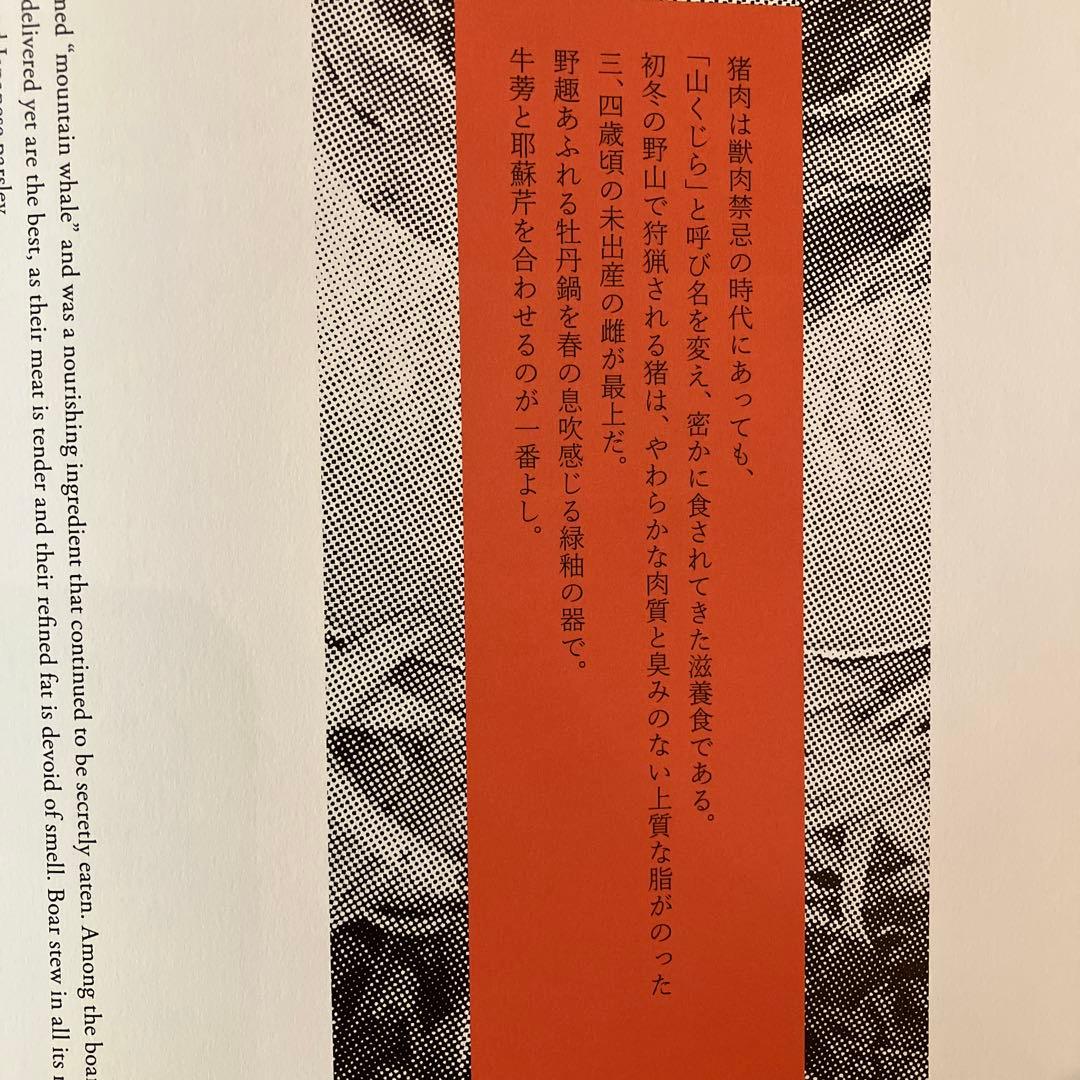 猪肉は獣肉禁忌の時代にあっても、
「山くじら」と呼び名を変え、密かに食されてきた滋養食である。
初冬の野山で狩猟される猪は、やわらかな肉質と臭みのない上質な脂がのった
三、四歳頃の未出産の雌が最上だ。
野趣あふれる牡丹鍋を春の息吹感じる緑釉の器で。
牛蒡と耶蘇芹を合わせるのが一番よし。
“mountain whale” and was a nourishing ingredient that continued to be secretly eaten. Among the
delivered yet are the best, as their meat is tender and their refined fat is devoid of smell. Boar stew in all its
parsley